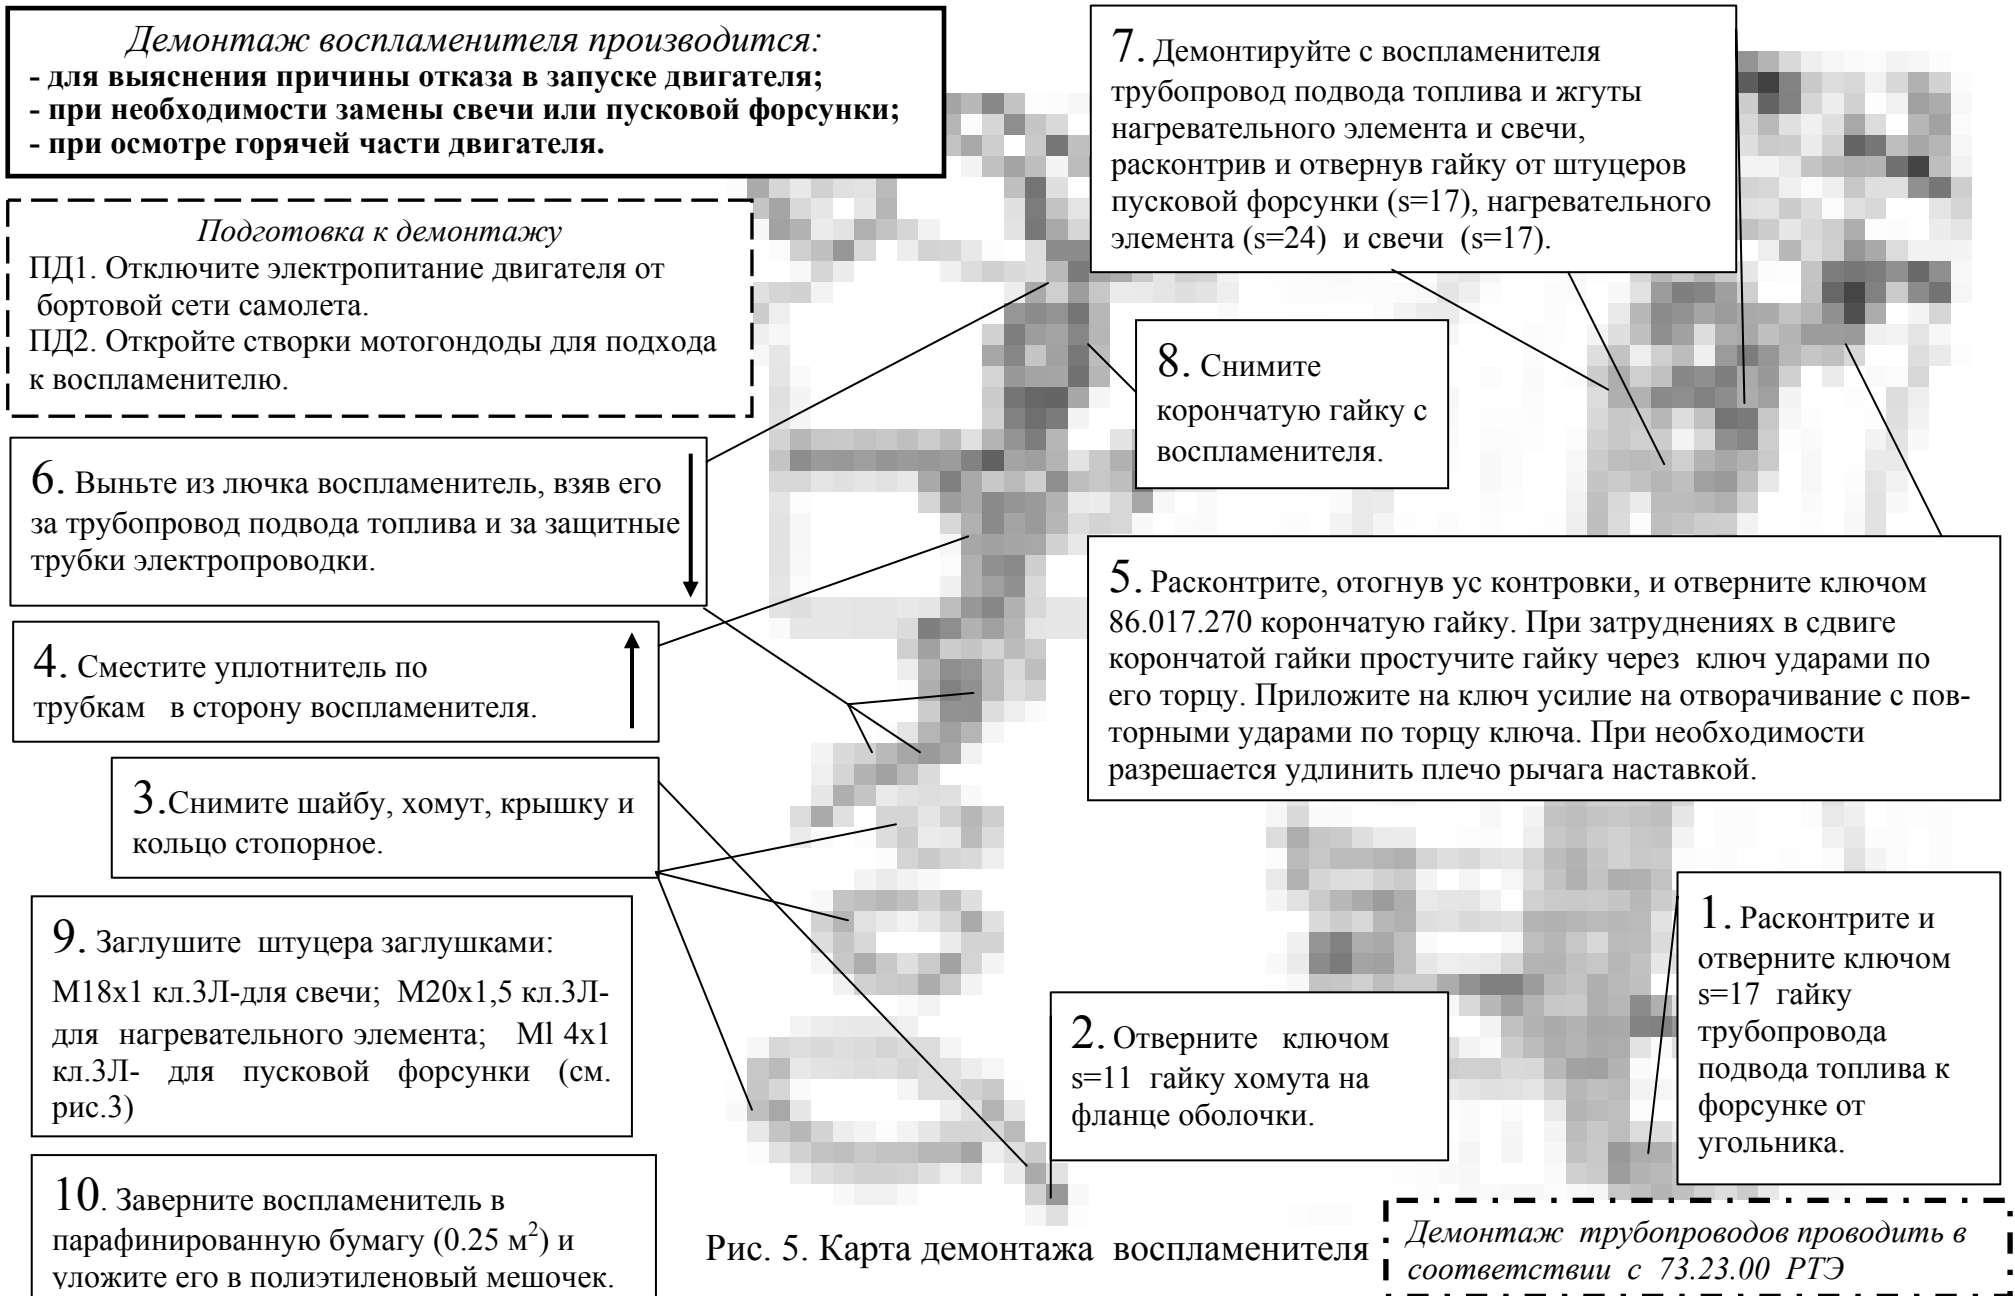 Демонтаж воспламенителя производится:
- для выяснения причины отказа в запуске двигателя;
- при необходимости замены свечи или пусковой форсунки;
- при осмотре горячей части двигателя.
Подготовка к демонтажу
ПД1. Отключите электропитание двигателя от
бортовой сети самолета.
ПД2. Откройте створки мотогондоды для подхода
к воспламенителю.
6. Выньте из лючка воспламенитель, взяв его
за трубопровод подвода топлива и за защитные
трубки электропроводки.
4. Сместите уплотнитель по
трубкам в сторону воспламенителя.
3.Снимите шайбу, хомут, крышку и
кольцо стопорное.
9. Заглушите штуцера заглушками:
М18х1 кл.3Л-для свечи; М20х1,5 кл.3Л-
для нагревательного элемента; Ml 4х1
кл.3Л- для пусковой форсунки (см.
рис.3)
10. Заверните воспламенитель в
парафинированную бумагу (0.25 м²) и
уложите его в полиэтиленовый мешочек.
7. Демонтируйте с воспламенителя
трубопровод подвода топлива и жгуты
нагревательного элемента и свечи,
расконтрив и отвернув гайку от штуцеров
пусковой форсунки (s=17), нагревательного
элемента (s=24) и свечи (s=17).
8. Снимите
корончатую гайку с
воспламенителя.
5. Расконтрите, отогнув ус контровки, и отверните ключом
86.017.270 корончатую гайку. При затруднениях в сдвиге
корончатой гайки простучите гайку через ключ ударами по
его торцу. Приложите на ключ усилие на отворачивание с пов-
торными ударами по торцу ключа. При необходимости
разрешается удлинить плечо рычага наставкой.
2. Отверните ключом
s=11 гайку хомута на
фланце оболочки.
1. Расконтрите и
отверните ключом
s=17 гайку
трубопровода
подвода топлива к
форсунке от
угольника.
Рис. 5. Карта демонтажа воспламенителя
Демонтаж трубопроводов проводить в
соответствии с 73.23.00 РТЭ